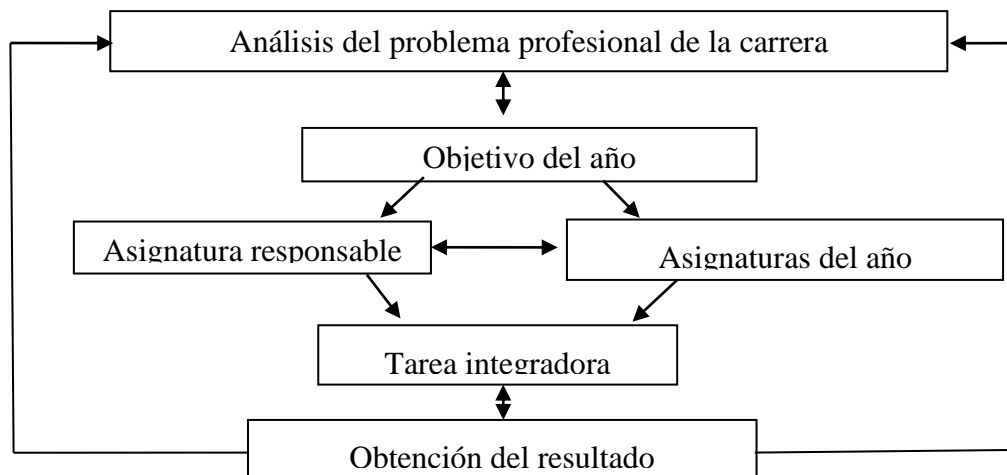 Análisis del problema profesional de la carrera
Objetivo del año
Asignatura responsable
Asignaturas del año
Tarea integradora
Obtención del resultado